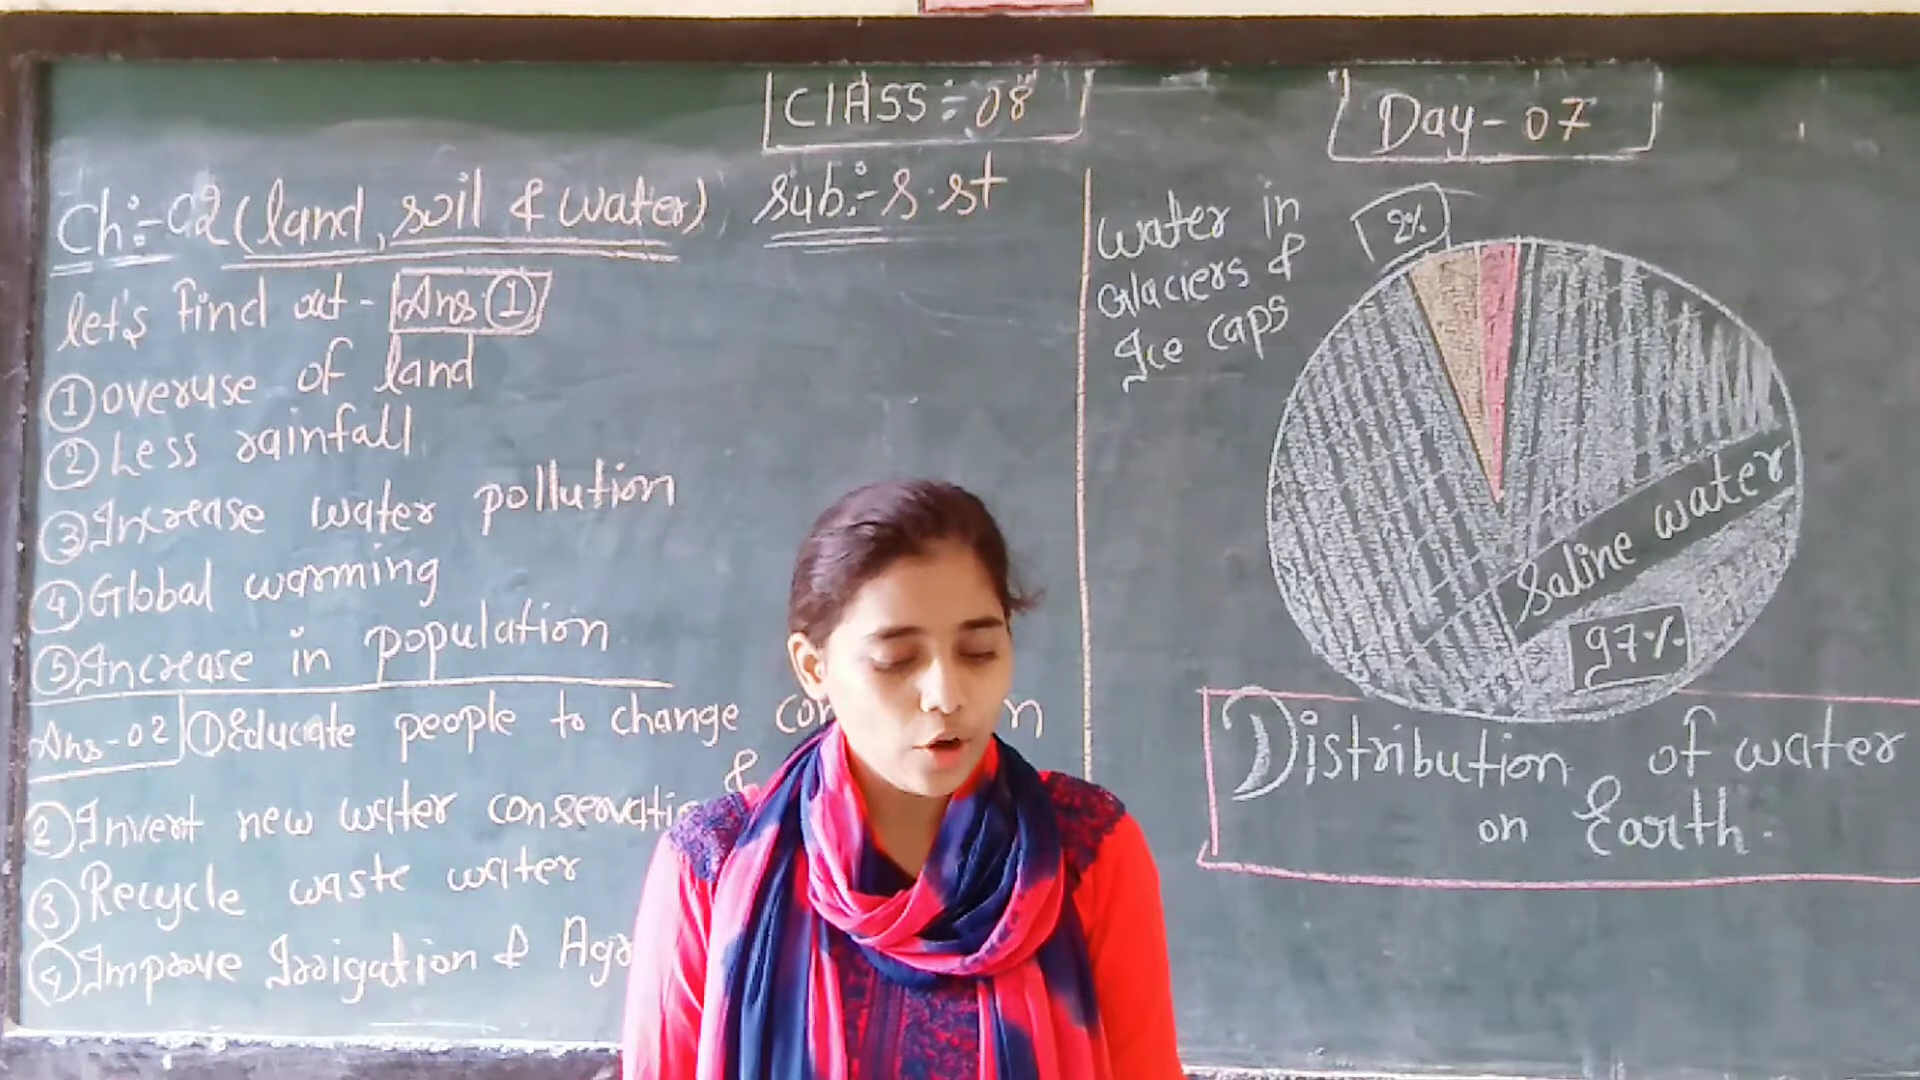 CLASS:-08
Day-07
Ch:-02 (land, soil & water)
Sub:- S.st
let's find out - Ans.①
① overuse of land
② Less rainfall
③ Increase water pollution
④ Global warming
⑤ Increase in population
Ans-02 ① Educate people to change
&
② Invent new water
③ Recycle waste water
④ Improve Irrigation &
Water in
Glaciers &
Ice caps
2%
Saline water
97%
Distribution of water
on Earth.